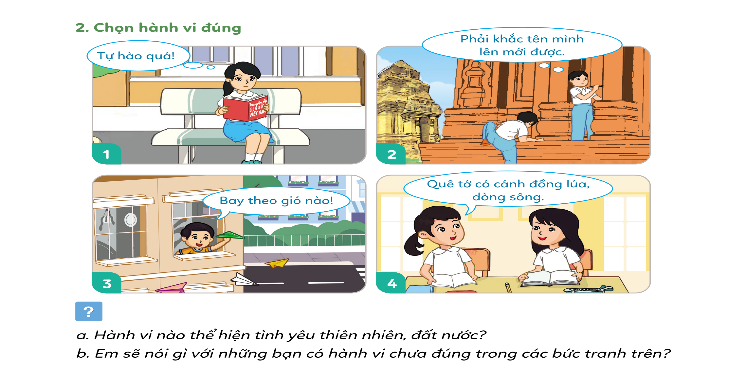 2. Chọn hành vi đúng
Tự hào quá!
1
Phải khắc tên mình
lên mới được.
2
Bay theo gió nào!
3
Quê tớ có cánh đồng lúa,
dòng sông.
4
?
a. Hành vi nào thể hiện tình yêu thiên nhiên, đất nước?
b. Em sẽ nói gì với những bạn có hành vi chưa đúng trong các bức tranh trên?